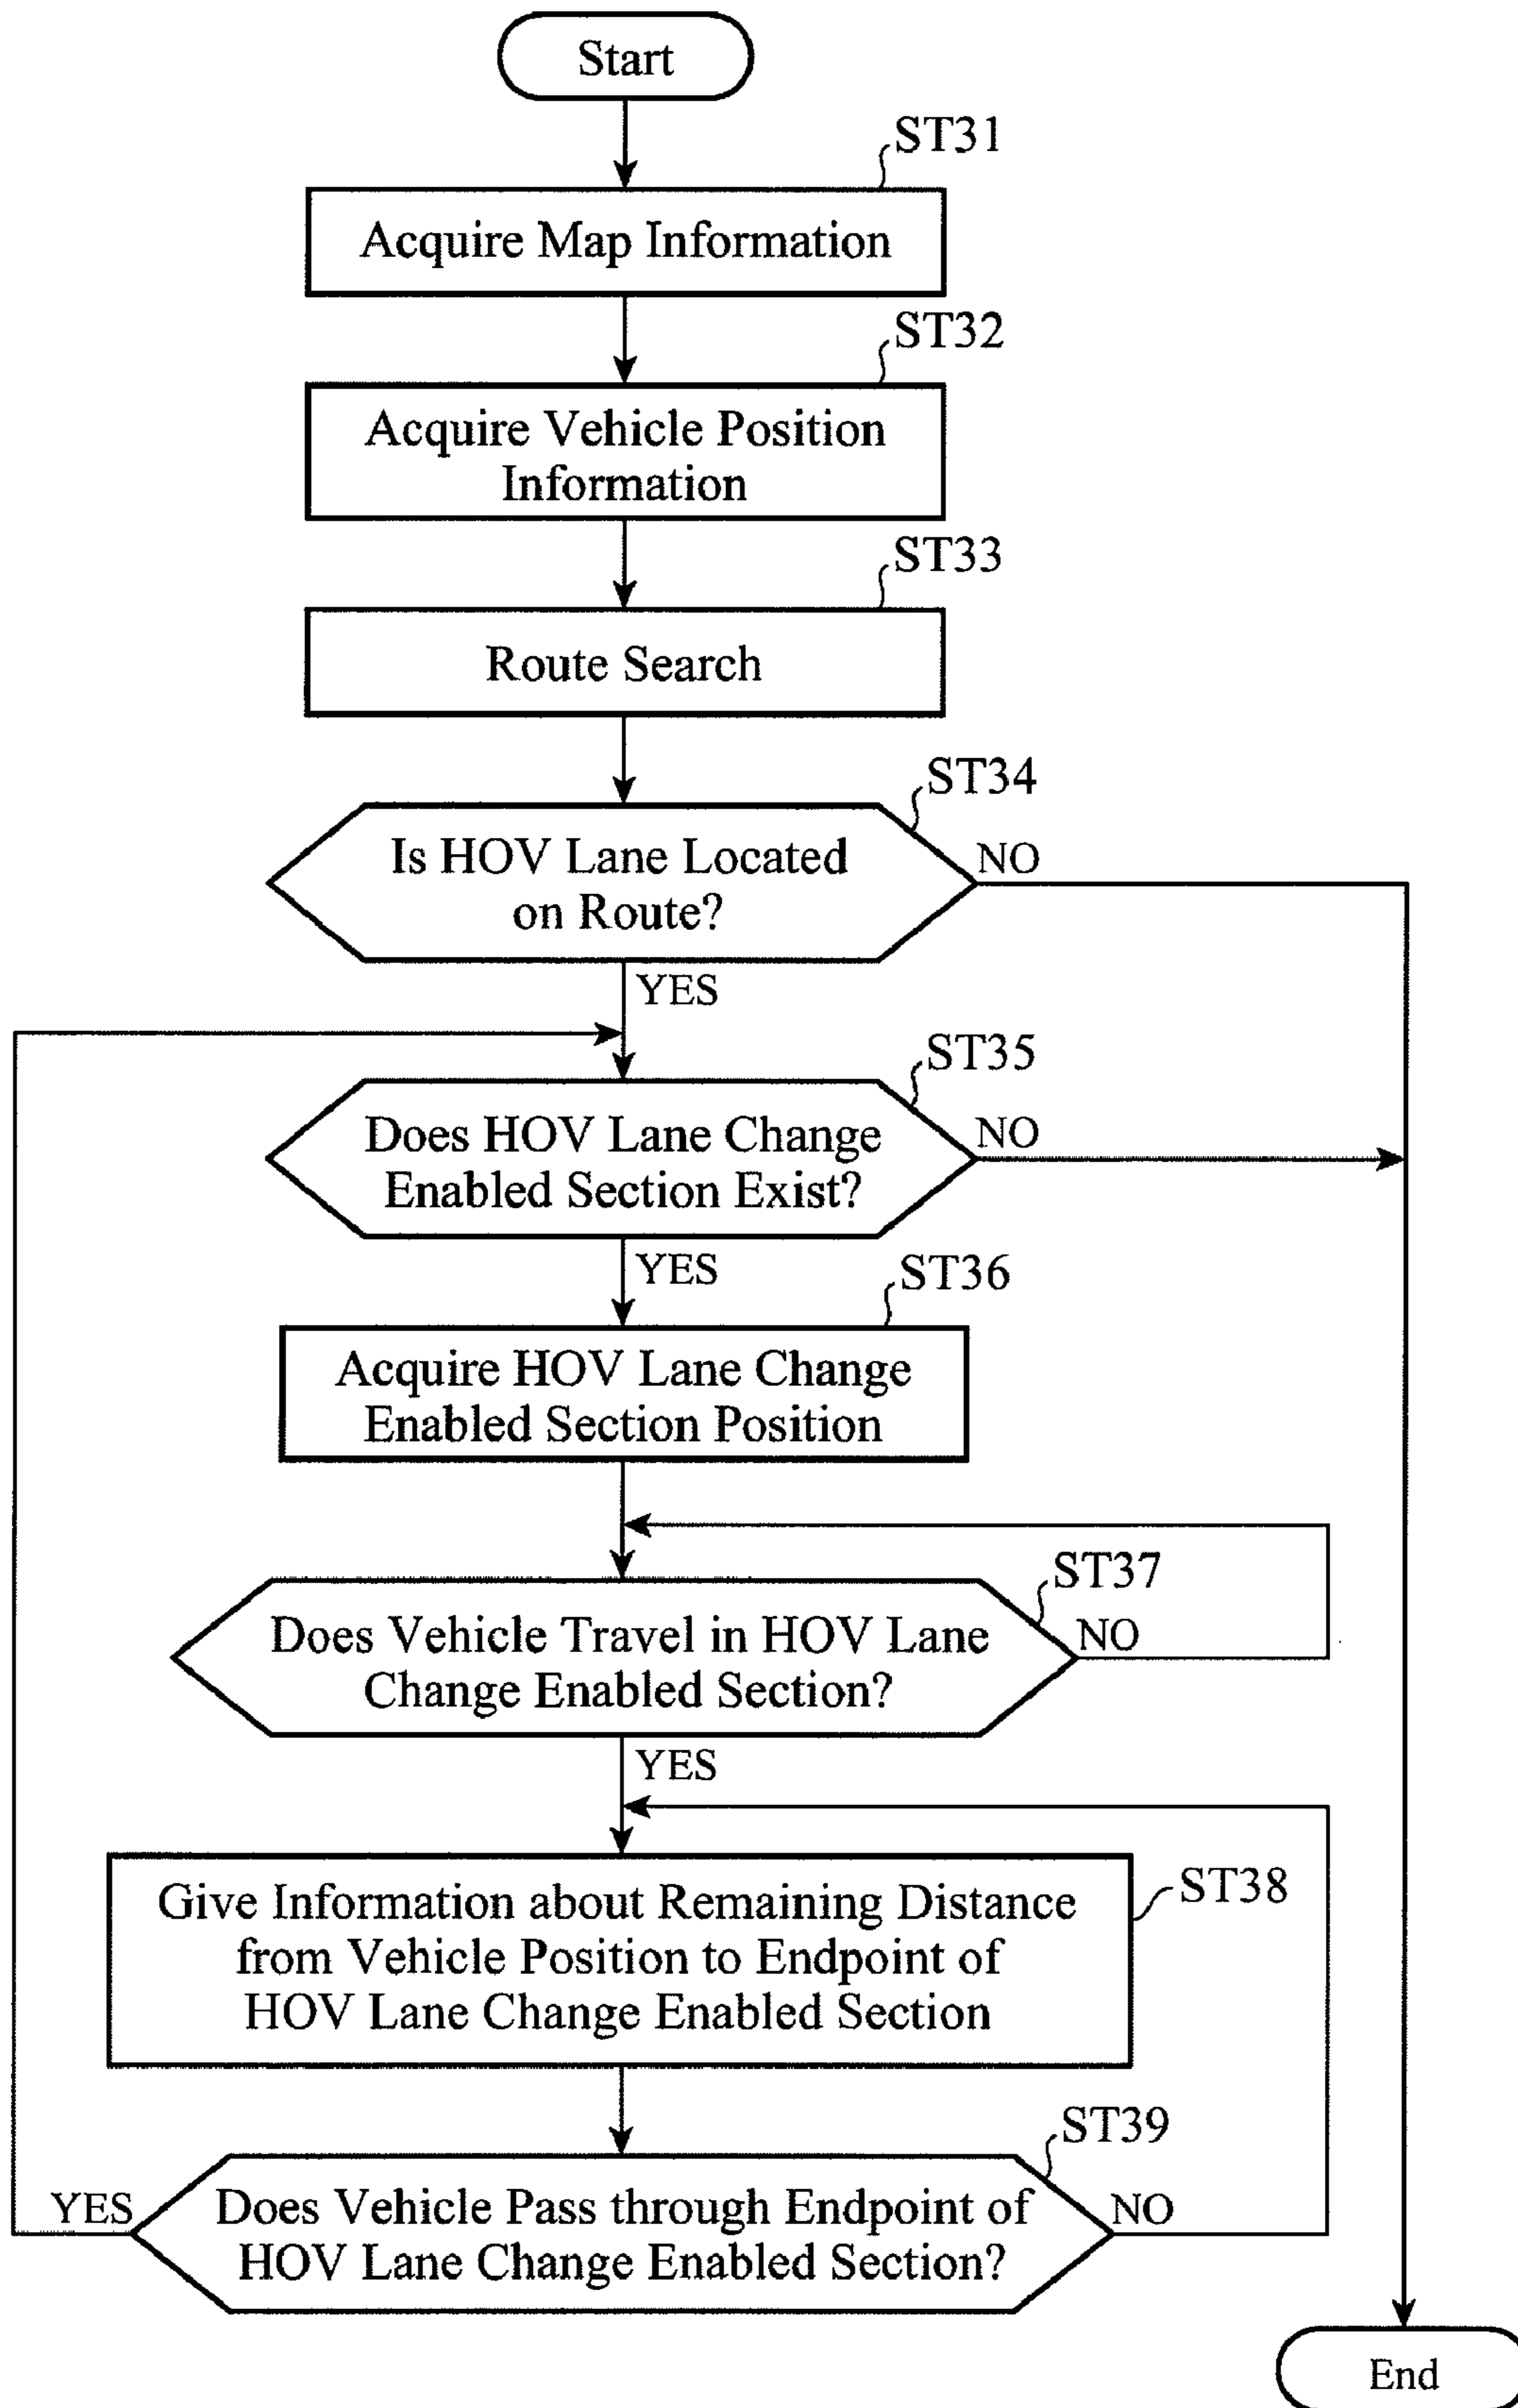 Start
ST31
Acquire Map Information
ST32
Acquire Vehicle Position
Information
ST33
Route Search
ST34
Is HOV Lane Located
on Route?
NO
YES
ST35
Does HOV Lane Change
Enabled Section Exist?
NO
YES
ST36
Acquire HOV Lane Change
Enabled Section Position
ST37
Does Vehicle Travel in HOV Lane
Change Enabled Section?
NO
YES
ST38
Give Information about Remaining Distance
from Vehicle Position to Endpoint of
HOV Lane Change Enabled Section
ST39
YES
Does Vehicle Pass through Endpoint of
HOV Lane Change Enabled Section?
NO
End